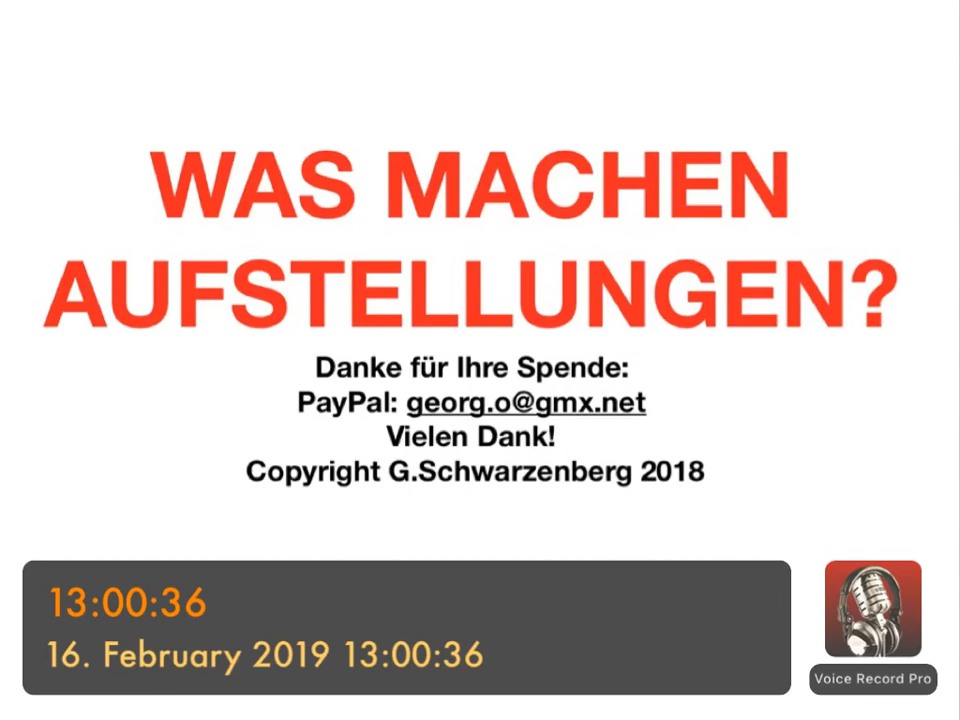 WAS MACHEN
AUFSTELLUNGEN?
Danke für Ihre Spende:
PayPal: georg.o@gmx.net
Vielen Dank!
Copyright G.Schwarzenberg 2018
13:00:36
16. February 2019 13:00:36
Voice Record Pro